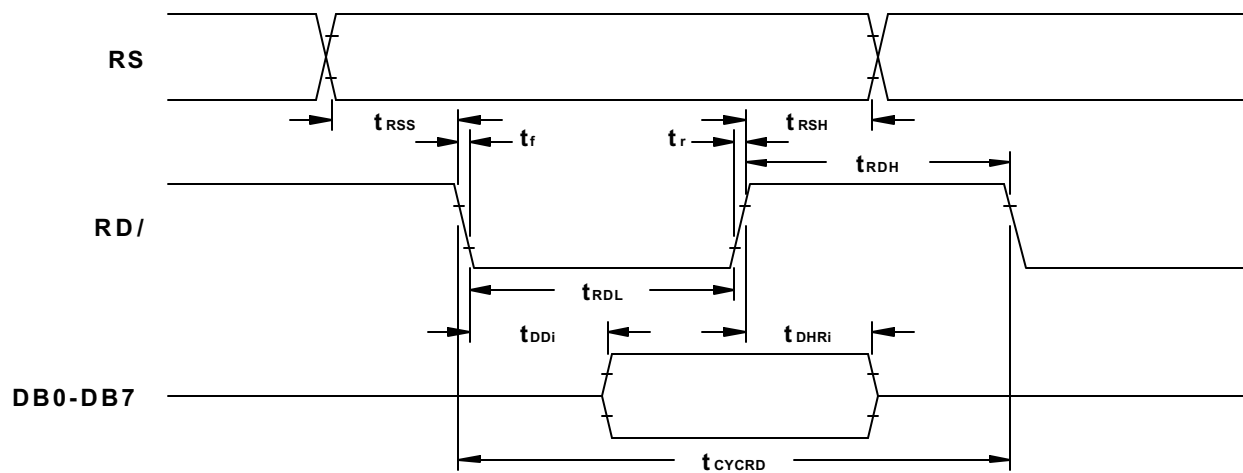 RS
tRSS
tRSH
tf
tr
tRDH
RD/
tRDL
tDDi
tDHRi
DB0-DB7
tCYCRD